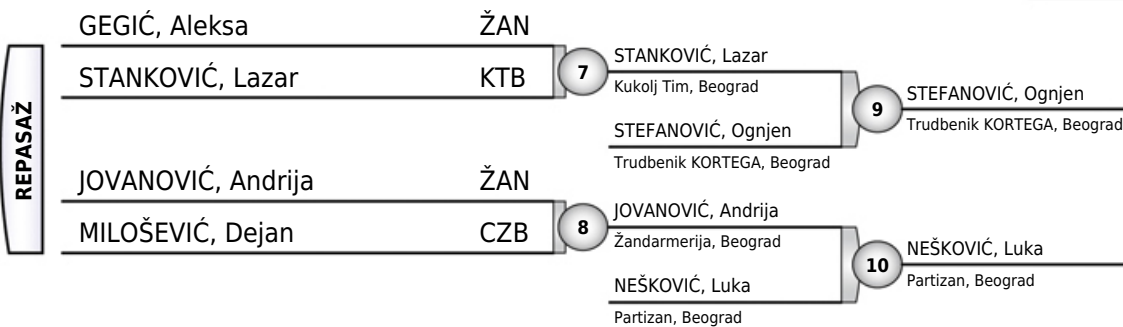 REPASAŽ
GEGIĆ, Aleksa ŽAN
STANKOVIĆ, Lazar KTB
7
STANKOVIĆ, Lazar
Kukolj Tim, Beograd
STEFANOVIĆ, Ognjen
Trudbenik KORTEGA, Beograd
9
STEFANOVIĆ, Ognjen
Trudbenik KORTEGA, Beograd
JOVANOVIĆ, Andrija ŽAN
MILOŠEVIĆ, Dejan CZB
8
JOVANOVIĆ, Andrija
Žandarmerija, Beograd
NEŠKOVIĆ, Luka
Partizan, Beograd
10
NEŠKOVIĆ, Luka
Partizan, Beograd